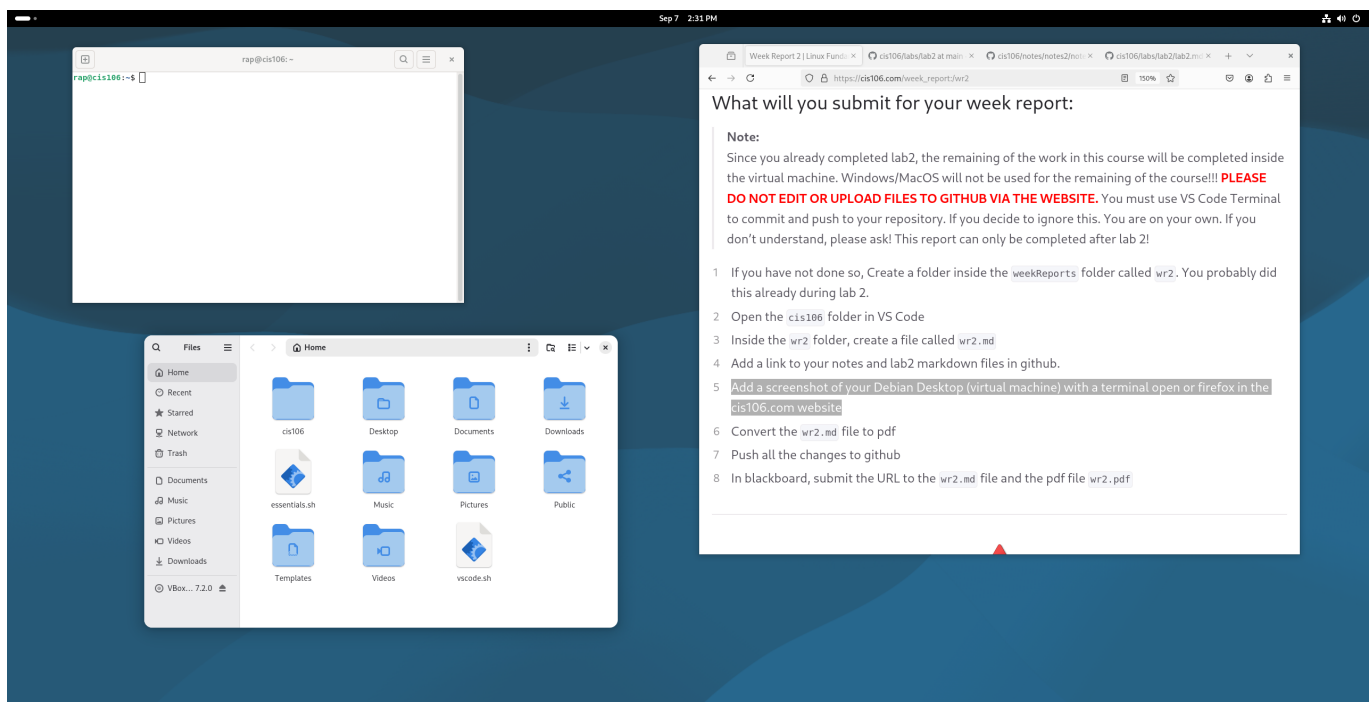 Sep 7 2:31 PM
rap@cis106: ~
rap@cis106:~$
Week Report 2 | Linux Funda
cis106/labs/lab2 at main
cis106/notes/notes2/note
cis106/labs/lab2/lab2.md
https://cis106.com/week_report:/wr2
150%
What will you submit for your week report:
Note:
Since you already completed lab2, the remaining of the work in this course will be completed inside
the virtual machine. Windows/MacOS will not be used for the remaining of the course!!! PLEASE
DO NOT EDIT OR UPLOAD FILES TO GITHUB VIA THE WEBSITE. You must use VS Code Terminal
to commit and push to your repository. If you decide to ignore this. You are on your own. If you
don't understand, please ask! This report can only be completed after lab 2!
1 If you have not done so, Create a folder inside the weekReports folder called wr2. You probably did
this already during lab 2.
2 Open the cis106 folder in VS Code
3 Inside the wr2 folder, create a file called wr2.md
4 Add a link to your notes and lab2 markdown files in github.
5 Add a screenshot of your Debian Desktop (virtual machine) with a terminal open or firefox in the
cis106.com website
6 Convert the wr2.md file to pdf
7 Push all the changes to github
8 In blackboard, submit the URL to the wr2.md file and the pdf file wr2.pdf
Files
Home
Home
Recent
Starred
Network
Trash
Documents
Music
Pictures
Videos
Downloads
VBox… 7.2.0
cis106
Desktop
Documents
Downloads
essentials.sh
Music
Pictures
Public
Templates
Videos
vscode.sh